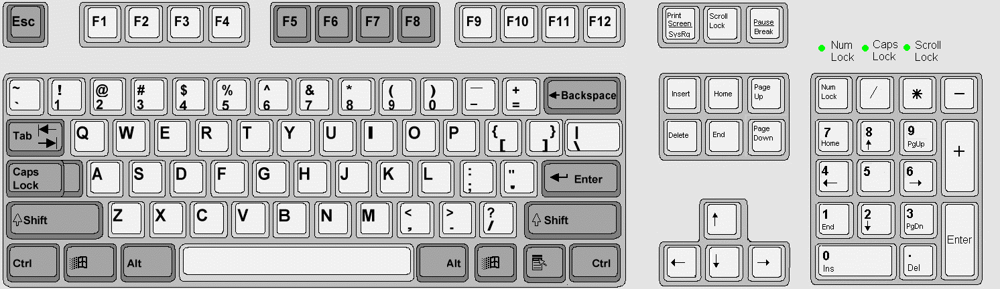 Esc F1 F2 F3 F4 F5 F6 F7 F8 F9 F10 F11 F12 Print Scroll Pause
Screen Lock Break
SysRq
Num Caps Scroll
Lock Lock Lock
~ ! @ # $ % ^ & * ( ) — +
` 1 2 3 4 5 6 7 8 9 0 - = Backspace Insert Home Page Num / * -
Up Lock
Tab Q W E R T Y U I O P { } | Delete End Page 7 8 9 +
[ ] \ Down Home ↑ PgUp
Caps A S D F G H J K L : " Enter 4 5 6
Lock ; ' ← →
Shift Z X C V B N M < > ? Shift ↑ 1 2 3 Enter
, . / End ↓ PgDn
Ctrl Alt Alt Ctrl ← ↓ → 0 .
Ins Del